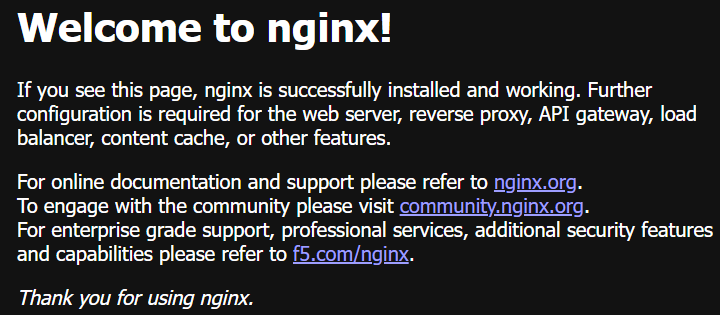 Welcome to nginx!
If you see this page, nginx is successfully installed and working. Further
configuration is required for the web server, reverse proxy, API gateway, load
balancer, content cache, or other features.
For online documentation and support please refer to nginx.org.
To engage with the community please visit community.nginx.org.
For enterprise grade support, professional services, additional security features
and capabilities please refer to f5.com/nginx.
Thank you for using nginx.